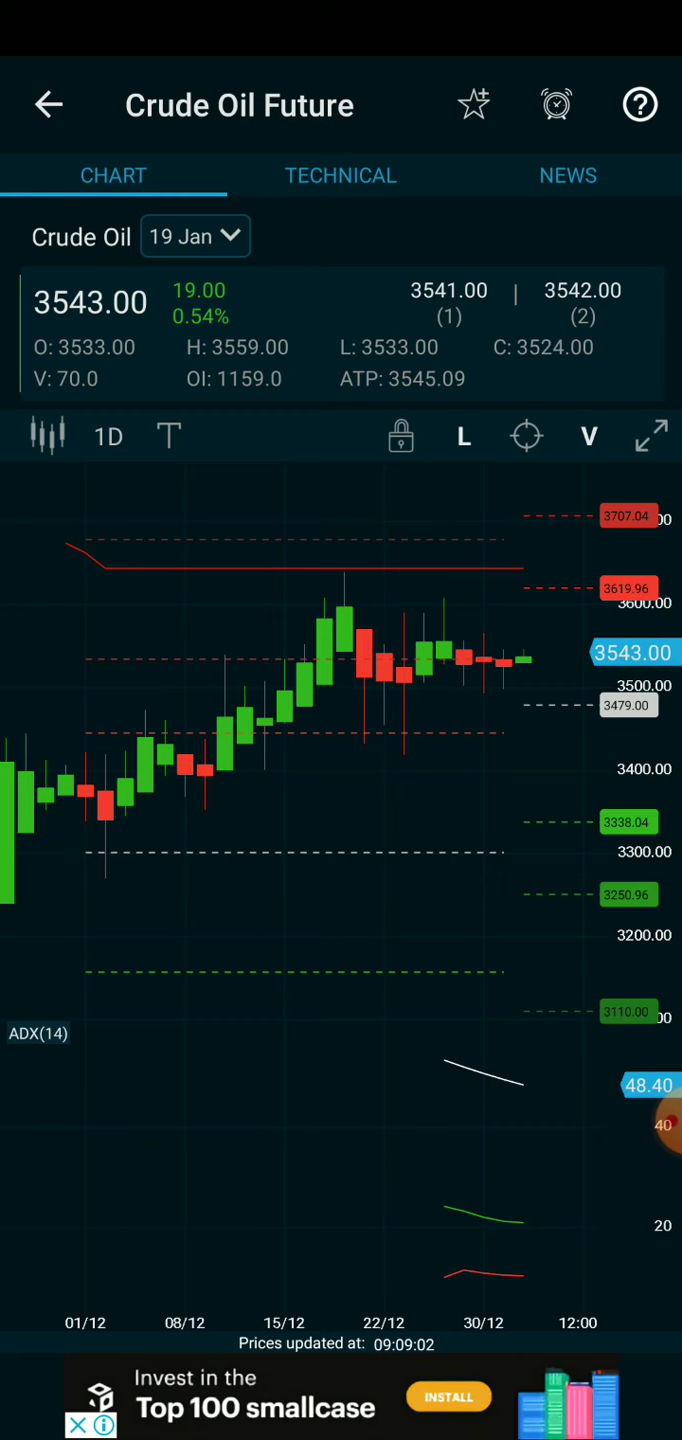 Crude Oil Future
CHART TECHNICAL NEWS
Crude Oil 19 Jan
3543.00 19.00 3541.00 | 3542.00
0.54% (1) (2)
O: 3533.00 H: 3559.00 L: 3533.00 C: 3524.00
V: 70.0 OI: 1159.0 ATP: 3545.09
1D T L V
3707.04
3619.96
3600.00
3543.00
3500.00
3479.00
3400.00
3338.04
3300.00
3250.96
3200.00
3110.00
ADX(14)
48.40
40
20
01/12 08/12 15/12 22/12 30/12 12:00
Prices updated at: 09:09:02
Invest in the
Top 100 smallcase
INSTALL